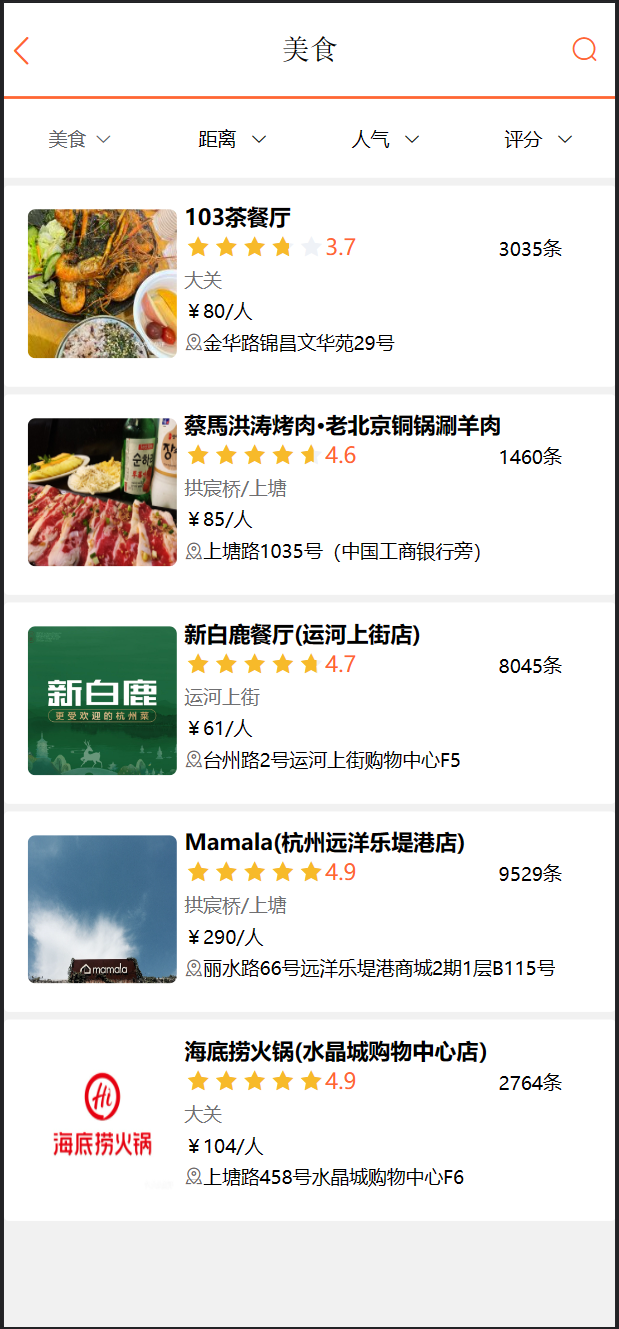 美食
美食
距离
人气
评分
103茶餐厅
3.7
3035条
大关
￥80/人
金华路锦昌文华苑29号
蔡馬洪涛烤肉·老北京铜锅涮羊肉
4.6
1460条
拱宸桥/上塘
￥85/人
上塘路1035号（中国工商银行旁）
新白鹿
更受欢迎的杭州菜
新白鹿餐厅(运河上街店)
4.7
8045条
运河上街
￥61/人
台州路2号运河上街购物中心F5
mamala
Mamala(杭州远洋乐堤港店)
4.9
9529条
拱宸桥/上塘
￥290/人
丽水路66号远洋乐堤港商城2期1层B115号
Hi
海底捞火锅
海底捞火锅(水晶城购物中心店)
4.9
2764条
大关
￥104/人
上塘路458号水晶城购物中心F6